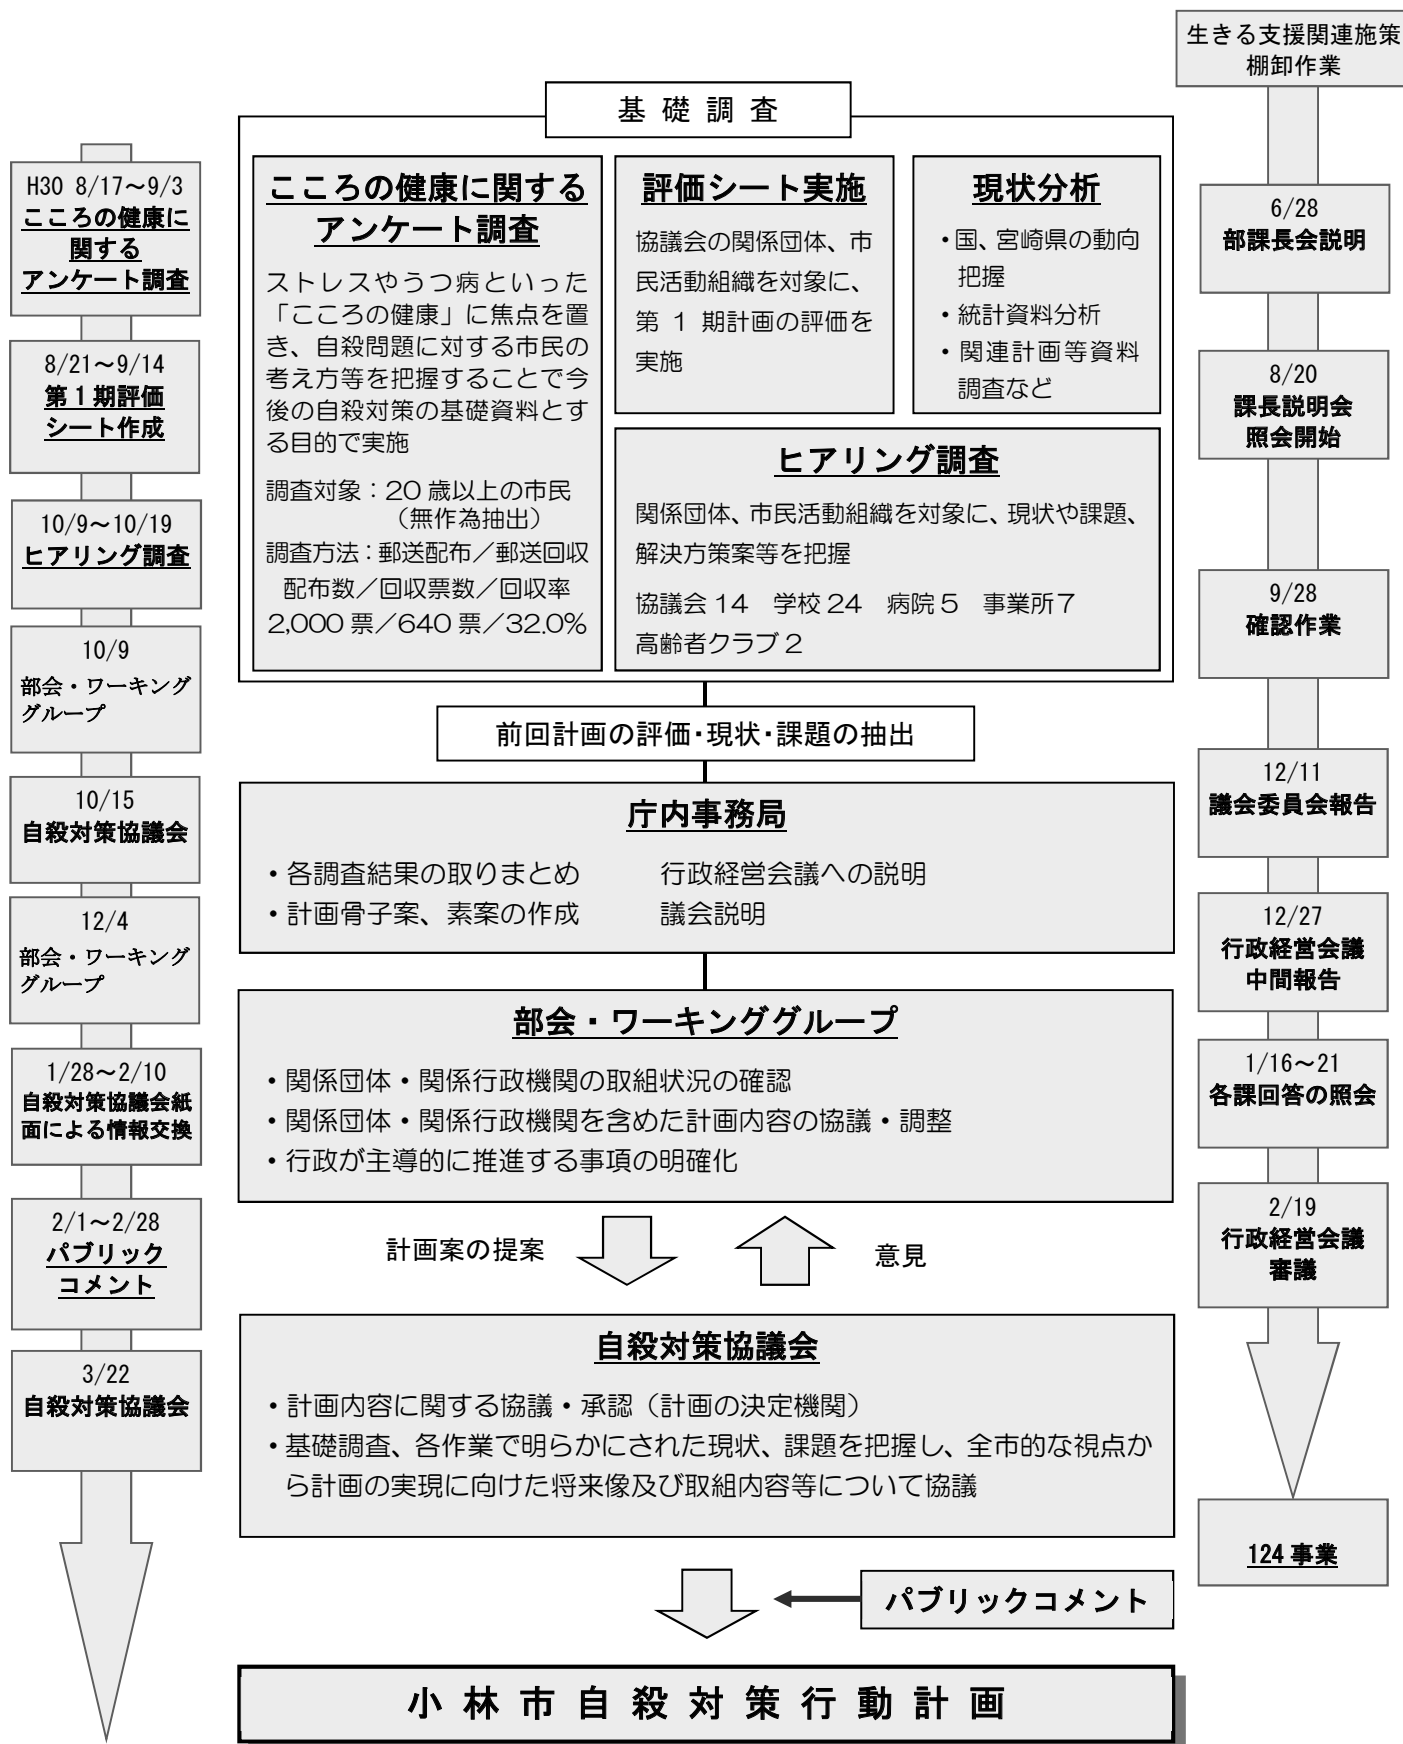 生きる支援関連施策
棚卸作業
基 礎 調 査
H30 8/17～9/3
こころの健康に
関する
アンケート調査
8/21～9/14
第１期評価
シート作成
10/9～10/19
ヒアリング調査
10/9
部会・ワーキング
グループ
10/15
自殺対策協議会
12/4
部会・ワーキング
グループ
1/28～2/10
自殺対策協議会紙
面による情報交換
2/1～2/28
パブリック
コメント
3/22
自殺対策協議会
こころの健康に関する
アンケート調査
ストレスやうつ病といった
「こころの健康」に焦点を置
き、自殺問題に対する市民の
考え方等を把握することで今
後の自殺対策の基礎資料とす
る目的で実施
調査対象：20 歳以上の市民
（無作為抽出）
調査方法：郵送配布／郵送回収
配布数／回収票数／回収率
2,000 票／640 票／32.0%
評価シート実施
協議会の関係団体、市
民活動組織を対象に、
第 1 期計画の評価を
実施
現状分析
・国、宮崎県の動向
把握
・統計資料分析
・関連計画等資料
調査など
ヒアリング調査
関係団体、市民活動組織を対象に、現状や課題、
解決方策案等を把握
協議会 14　学校 24　病院 5　事業所 7
高齢者クラブ 2
前回計画の評価・現状・課題の抽出
庁内事務局
・各調査結果の取りまとめ　　行政経営会議への説明
・計画骨子案、素案の作成　　議会説明
部会・ワーキンググループ
・関係団体・関係行政機関の取組状況の確認
・関係団体・関係行政機関を含めた計画内容の協議・調整
・行政が主導的に推進する事項の明確化
計画案の提案
意見
自殺対策協議会
・計画内容に関する協議・承認（計画の決定機関）
・基礎調査、各作業で明らかにされた現状、課題を把握し、全市的な視点か
ら計画の実現に向けた将来像及び取組内容等について協議
パブリックコメント
小 林 市 自 殺 対 策 行 動 計 画
6/28
部課長会説明
8/20
課長説明会
照会開始
9/28
確認作業
12/11
議会委員会報告
12/27
行政経営会議
中間報告
1/16～21
各課回答の照会
2/19
行政経営会議
審議
124 事業